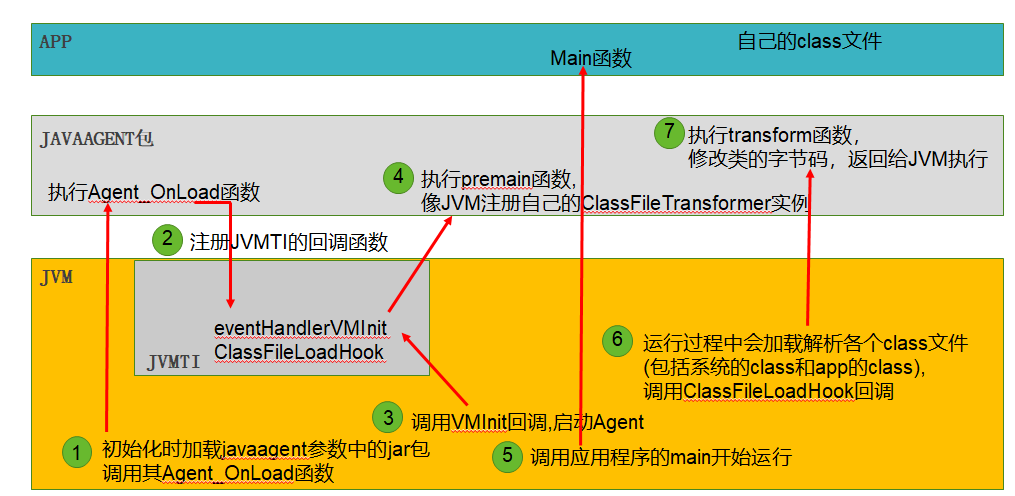 APP
自己的class文件
Main函数
JAVAAGENT包
7
执行transform函数，
修改类的字节码，返回给JVM执行
执行Agent_OnLoad函数
4
执行premain函数,
像JVM注册自己的ClassFileTransformer实例
2
注册JVMTI的回调函数
JVM
eventHandlerVMInit
ClassFileLoadHook
JVMTI
6
运行过程中会加载解析各个class文件
(包括系统的class和app的class),
调用ClassFileLoadHook回调
3
调用VMInit回调,启动Agent
1
初始化时加载javaagent参数中的jar包
调用其Agent_OnLoad函数
5
调用应用程序的main开始运行